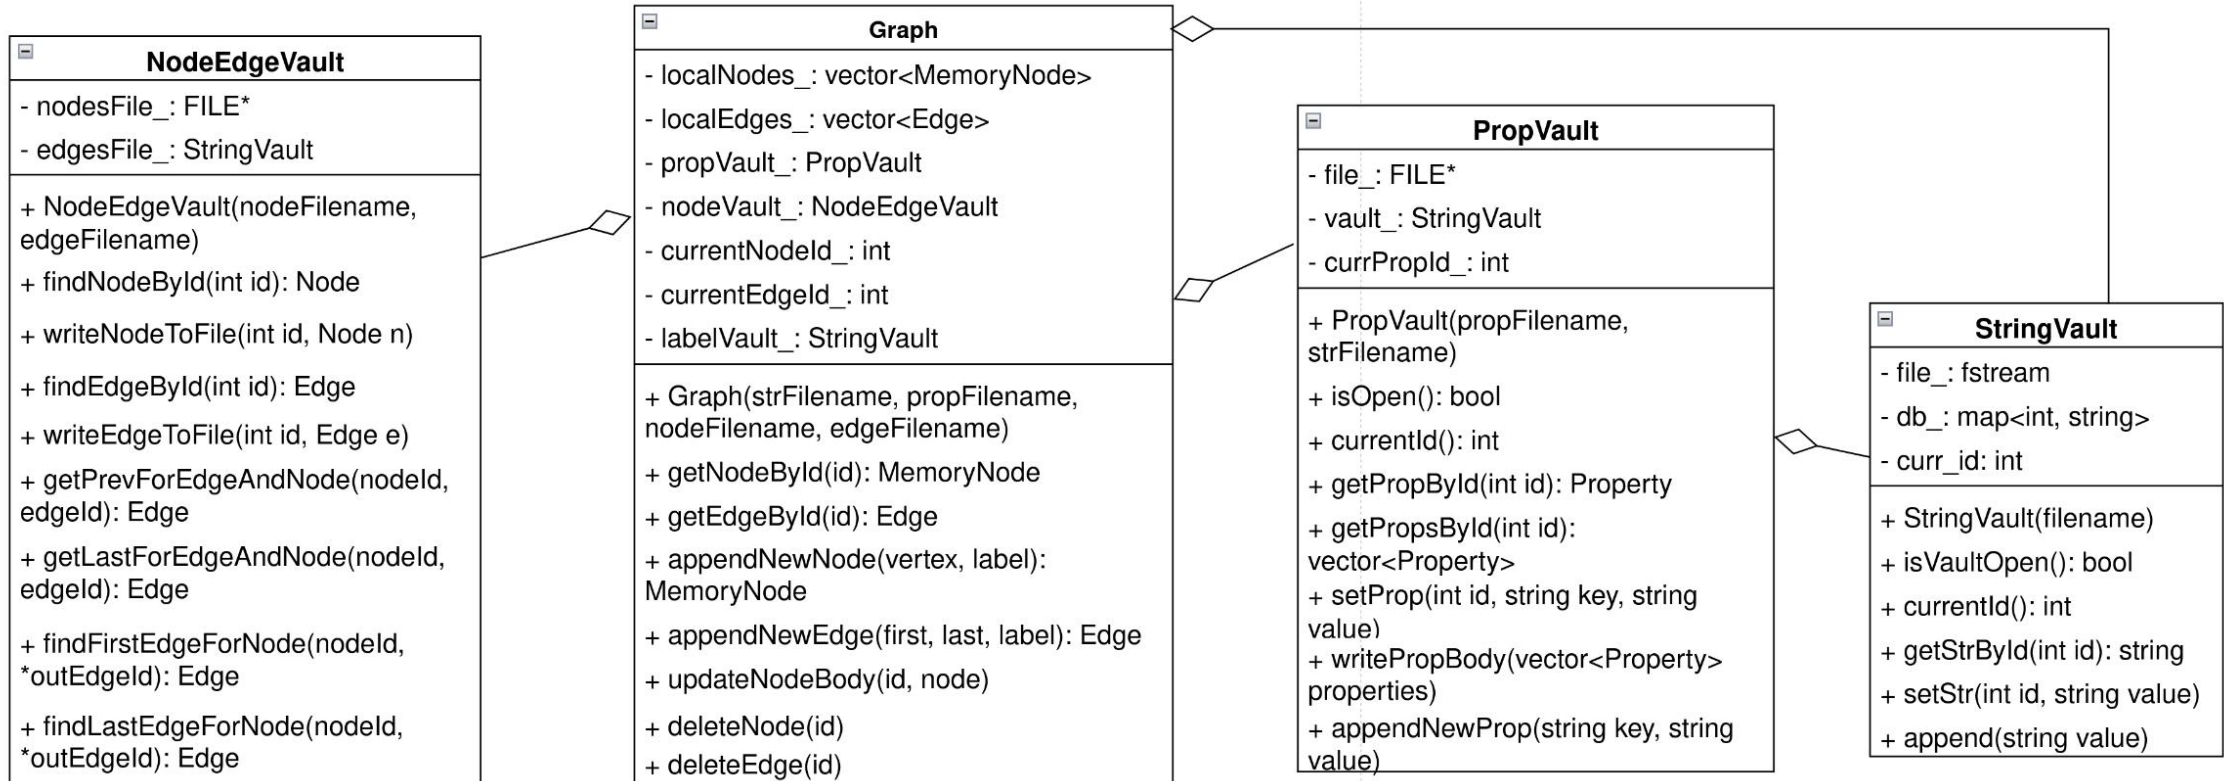 NodeEdgeVault
- nodesFile_: FILE*
- edgesFile_: StringVault
+ NodeEdgeVault(nodeFilename,
edgeFilename)
+ findNodeById(int id): Node
+ writeNodeToFile(int id, Node n)
+ findEdgeById(int id): Edge
+ writeEdgeToFile(int id, Edge e)
+ getPrevForEdgeAndNode(nodeId,
edgeId): Edge
+ getLastForEdgeAndNode(nodeId,
edgeId): Edge
+ findFirstEdgeForNode(nodeId,
*outEdgeId): Edge
+ findLastEdgeForNode(nodeId,
*outEdgeId): Edge
Graph
- localNodes_: vector<MemoryNode>
- localEdges_: vector<Edge>
- propVault_: PropVault
- nodeVault_: NodeEdgeVault
- currentNodeId_: int
- currentEdgeId_: int
- labelVault_: StringVault
+ Graph(strFilename, propFilename,
nodeFilename, edgeFilename)
+ getNodeById(id): MemoryNode
+ getEdgeById(id): Edge
+ appendNewNode(vertex, label):
MemoryNode
+ appendNewEdge(first, last, label): Edge
+ updateNodeBody(id, node)
+ deleteNode(id)
+ deleteEdge(id)
PropVault
- file_: FILE*
- vault_: StringVault
- currPropId_: int
+ PropVault(propFilename,
strFilename)
+ isOpen(): bool
+ currentId(): int
+ getPropById(int id): Property
+ getPropsById(int id):
vector<Property>
+ setProp(int id, string key, string
value)
+ writePropBody(vector<Property>
properties)
+ appendNewProp(string key, string
value)
StringVault
- file_: fstream
- db_: map<int, string>
- curr_id: int
+ StringVault(filename)
+ isVaultOpen(): bool
+ currentId(): int
+ getStrById(int id): string
+ setStr(int id, string value)
+ append(string value)